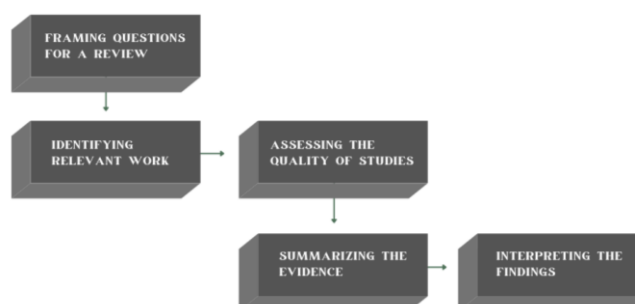 FRAMING QUESTIONS
FOR A REVIEW
IDENTIFYING
RELEVANT WORK
ASSESSING THE
QUALITY OF STUDIES
SUMMARIZING THE
EVIDENCE
INTERPRETING THE
FINDINGS